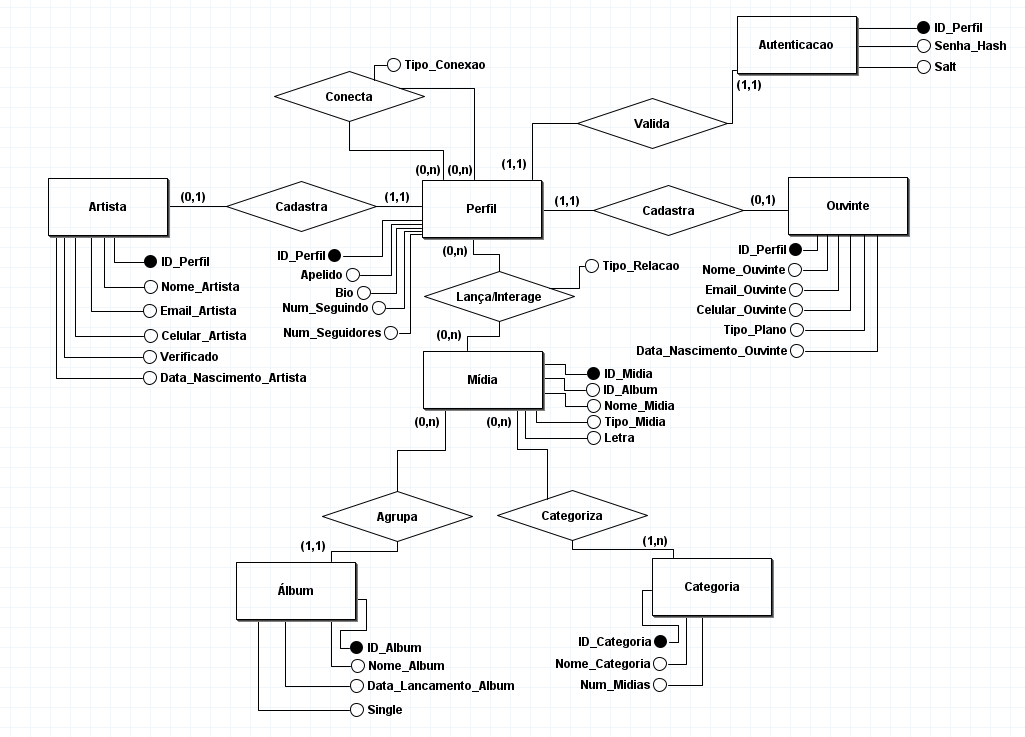 ID_Perfil
Autenticacao
Senha_Hash
Salt
(1,1)
Tipo_Conexao
Conecta
Valida
(0,n)
(0,n)
(1,1)
Artista
(0,1)
Cadastra
(1,1)
Perfil
(1,1)
Cadastra
(0,1)
Ouvinte
ID_Perfil
Nome_Artista
Email_Artista
Celular_Artista
Verificado
Data_Nascimento_Artista
ID_Perfil
Apelido
Bio
Num_Seguindo
Num_Seguidores
(0,n)
Tipo_Relacao
Lança/Interage
(0,n)
ID_Perfil
Nome_Ouvinte
Email_Ouvinte
Celular_Ouvinte
Tipo_Plano
Data_Nascimento_Ouvinte
Mídia
ID_Midia
ID_Album
Nome_Midia
Tipo_Midia
Letra
(0,n)
(0,n)
Agrupa
Categoriza
(1,1)
(1,n)
Álbum
Categoria
ID_Album
Nome_Album
Data_Lancamento_Album
Single
ID_Categoria
Nome_Categoria
Num_Midias